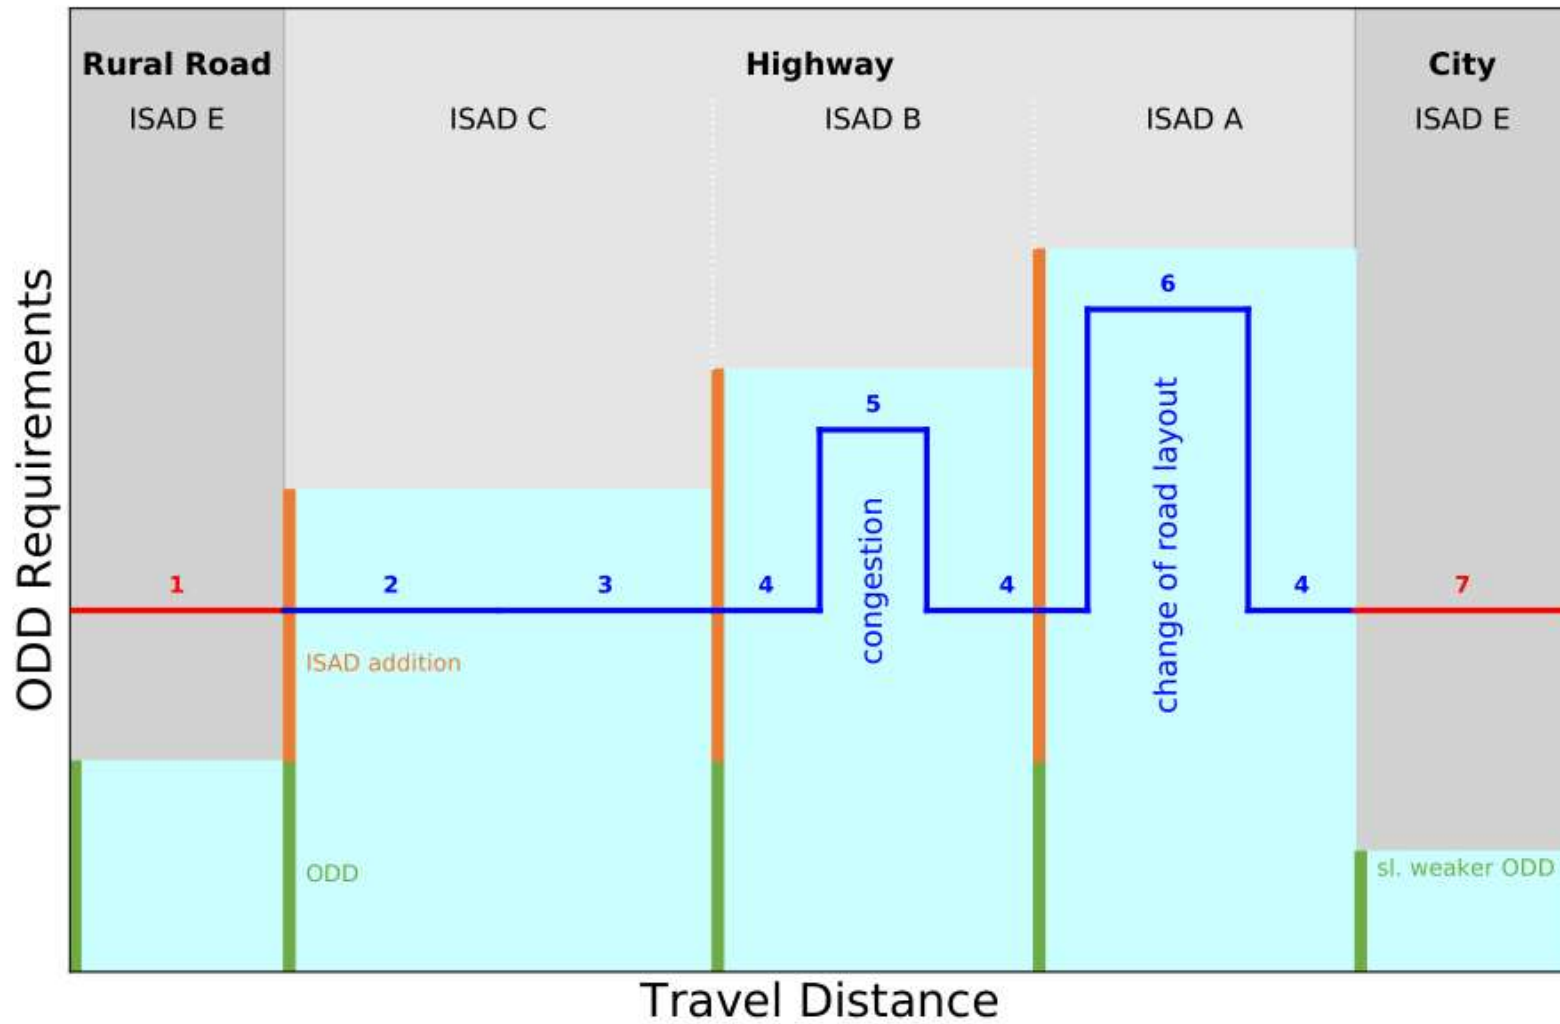 Rural Road
Highway
City
ISAD E
ISAD C
ISAD B
ISAD A
ISAD E
6
5
1
2
3
4
4
4
7
congestion
change of road layout
ISAD addition
ODD
sl. weaker ODD
ODD Requirements
Travel Distance